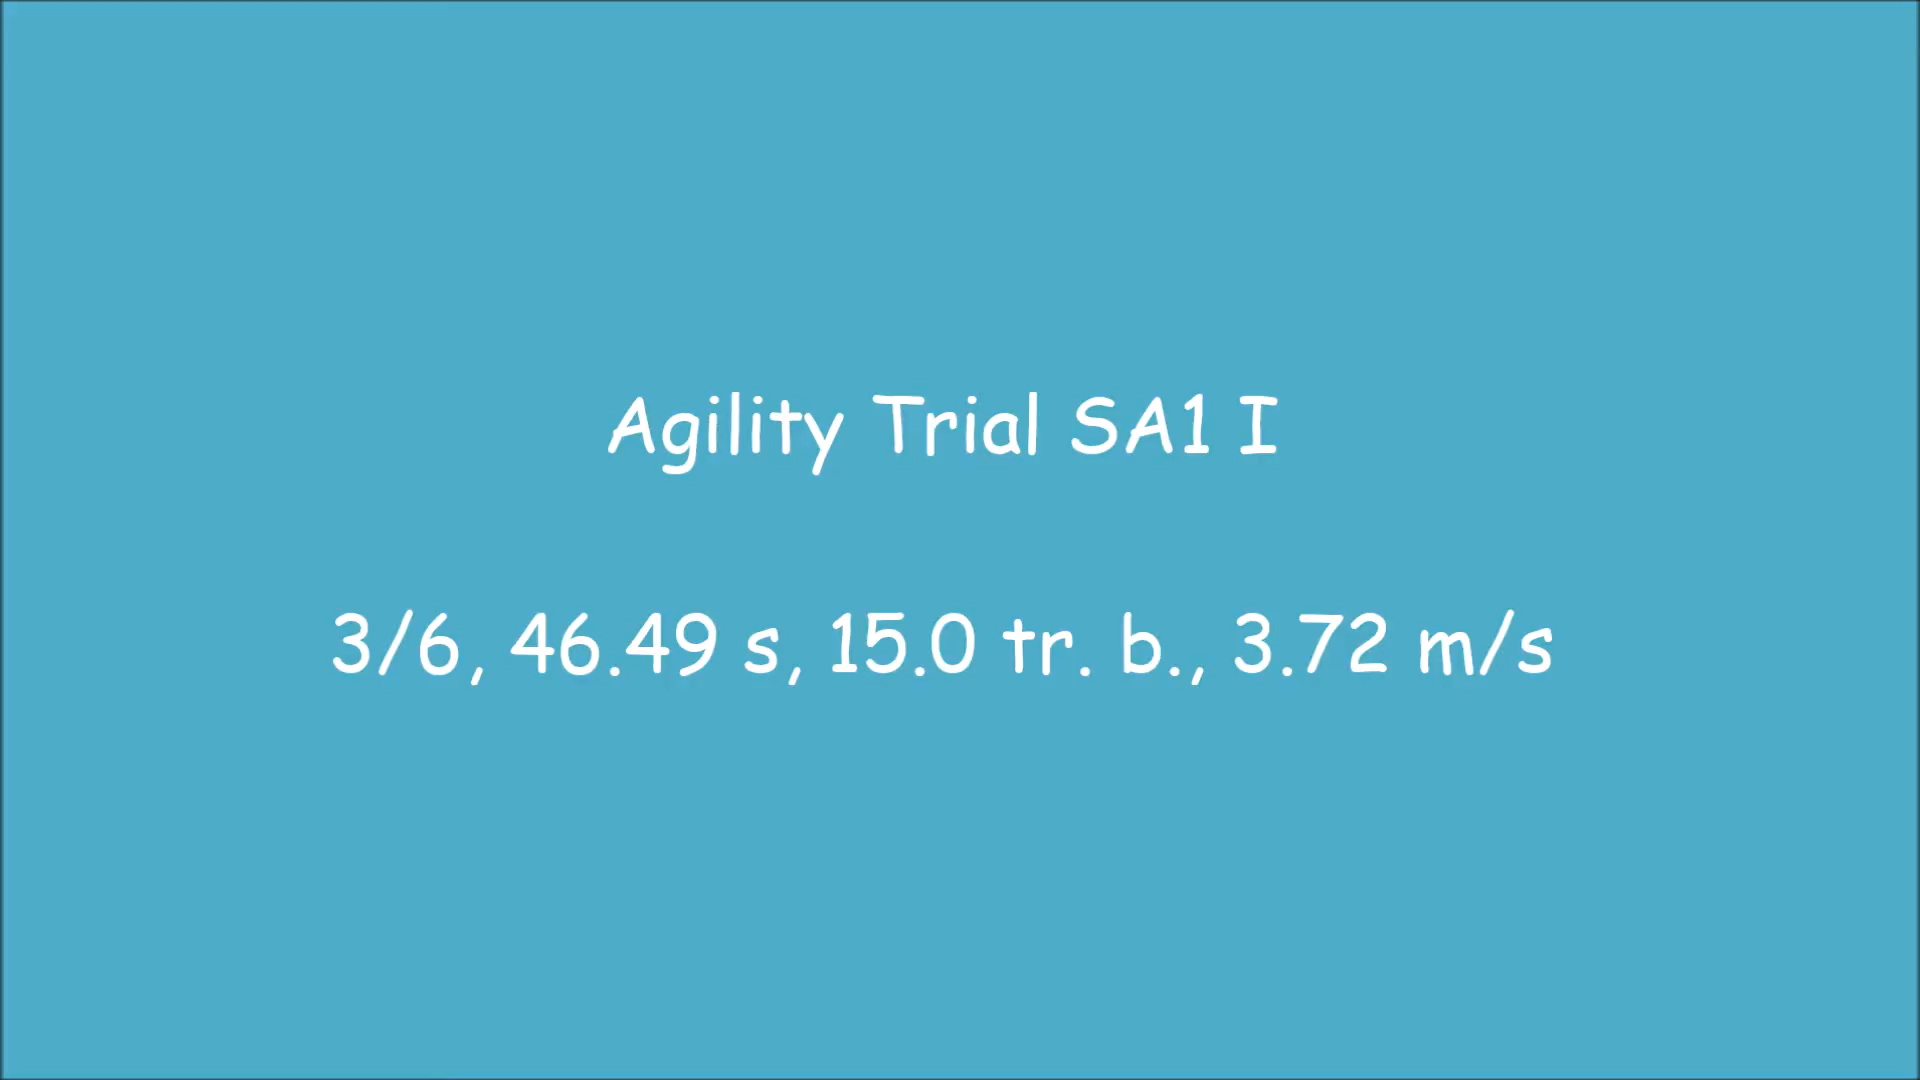 Agility Trial SA1 I
3/6, 46.49 s, 15.0 tr. b., 3.72 m/s